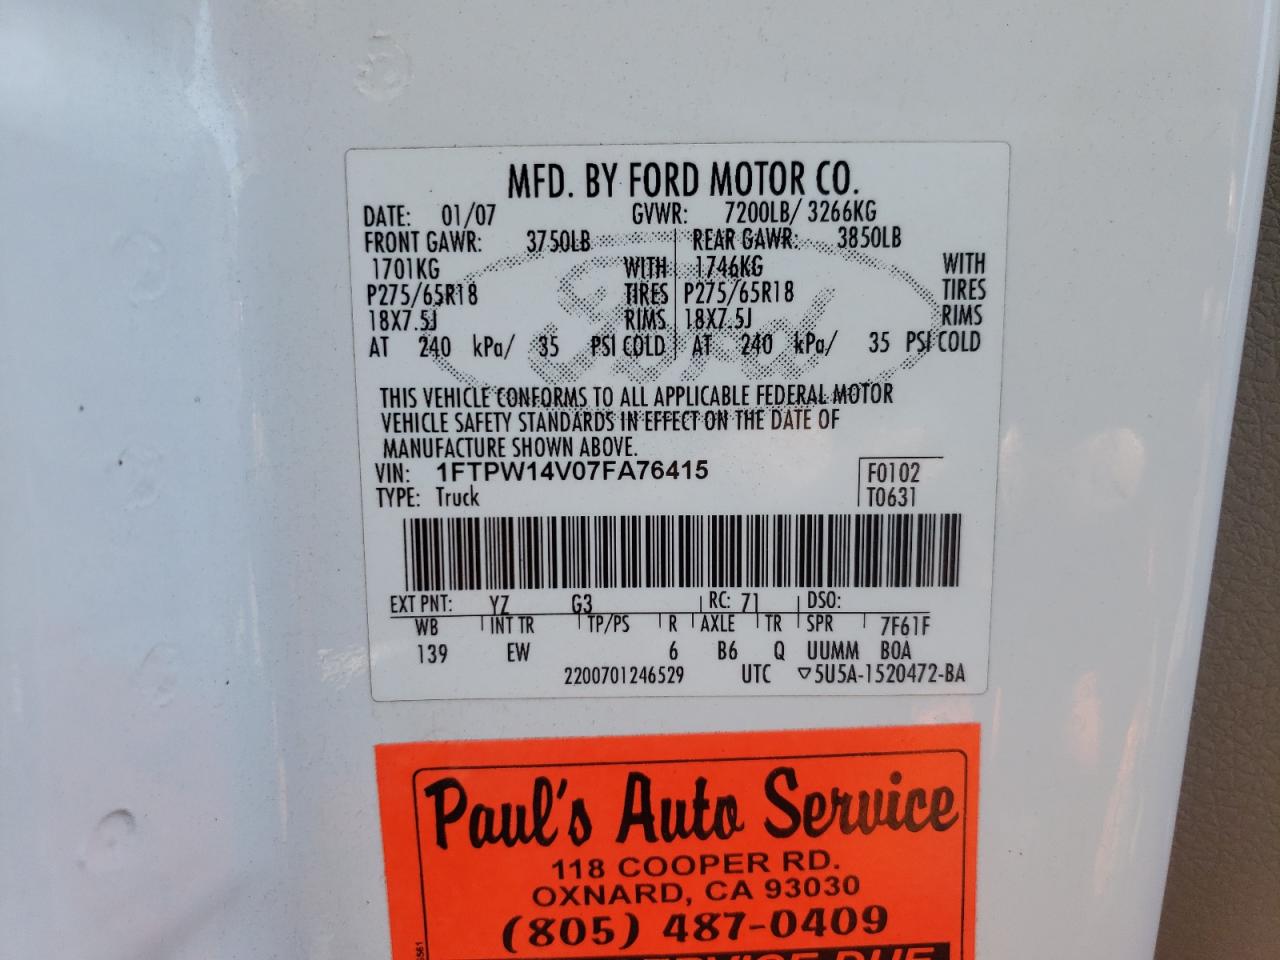 MFD. BY FORD MOTOR CO.
DATE: 01/07 GVWR: 7200LB/ 3266KG
FRONT GAWR: 3750LB REAR GAWR: 3850LB
1701KG WITH 1746KG WITH
P275/65R18 TIRES P275/65R18 TIRES
18X7.5J RIMS 18X7.5J RIMS
AT 240 kPa/ 35 PSI COLD AT 240 kPa/ 35 PSI COLD
Ford
THIS VEHICLE CONFORMS TO ALL APPLICABLE FEDERAL MOTOR
VEHICLE SAFETY STANDARDS IN EFFECT ON THE DATE OF
MANUFACTURE SHOWN ABOVE.
VIN: 1FTPW14V07FA76415 F0102
TYPE: Truck T0631
EXT PNT: YZ G3 RC: 71 DSO:
WB INT TR TP/PS R AXLE TR SPR 7F61F
139 EW 6 B6 Q UUMM BOA
2200701246529 UTC ▽5U5A-1520472-BA
Paul's Auto Service
118 COOPER RD.
OXNARD, CA 93030
(805) 487-0409
SERVICE DUE